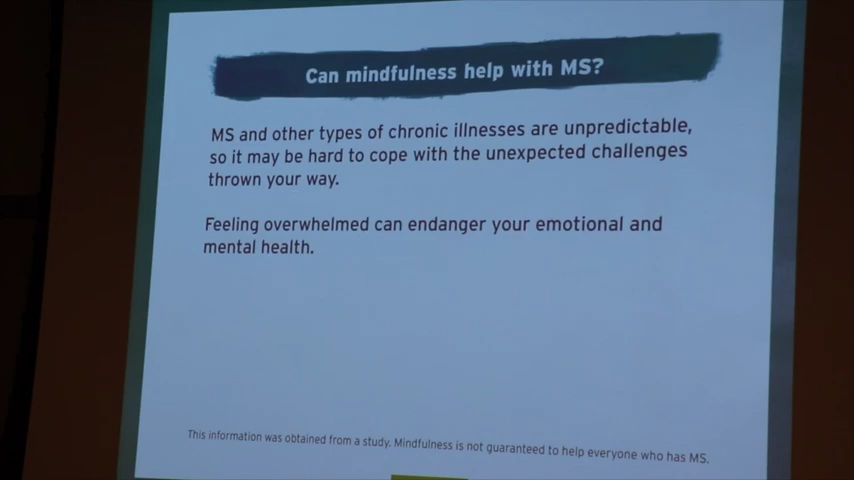 Can mindfulness help with MS?
MS and other types of chronic illnesses are unpredictable,
so it may be hard to cope with the unexpected challenges
thrown your way.
Feeling overwhelmed can endanger your emotional and
mental health.
This information was obtained from a study. Mindfulness is not guaranteed to help everyone who has MS.